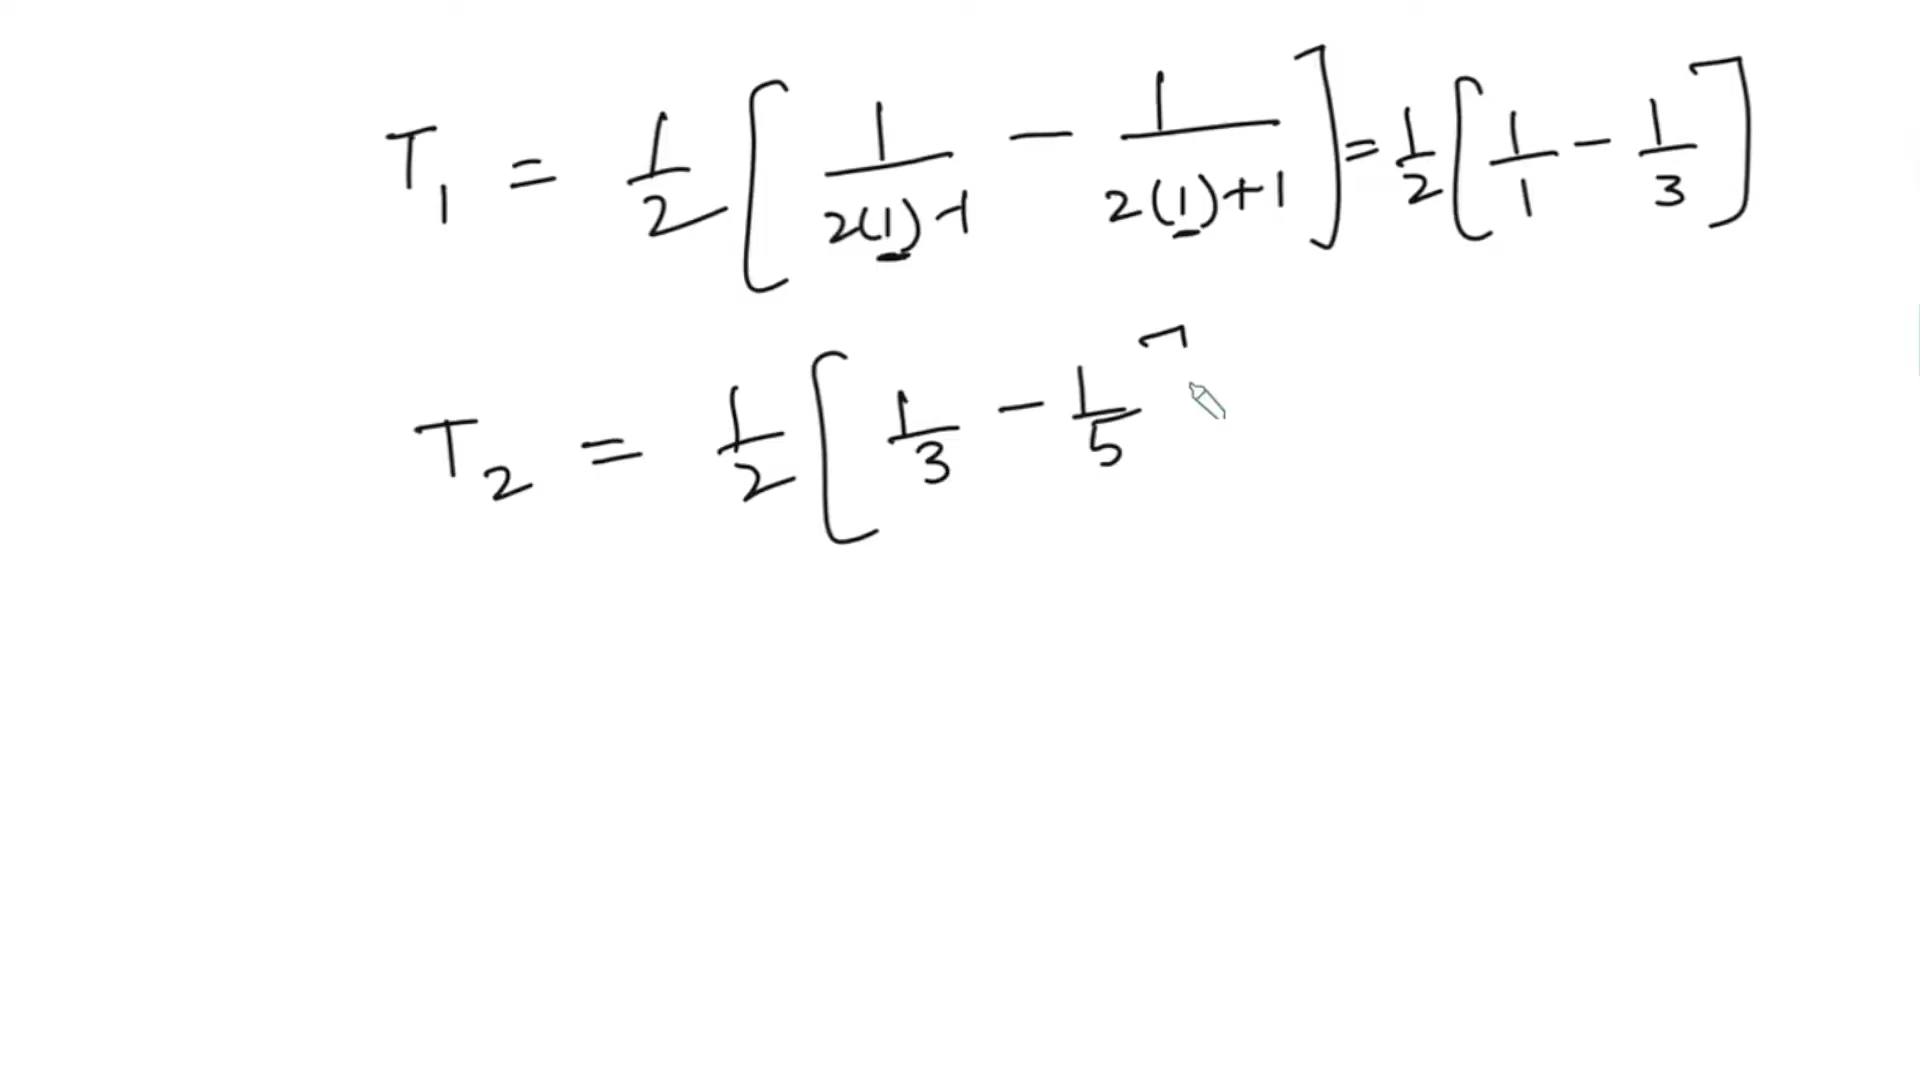 T₁ = 1/2 [ 1/(2(1)-1) - 1/(2(1)+1) ] = 1/2 [ 1/1 - 1/3 ]
T₂ = 1/2 [ 1/3 - 1/5 ]